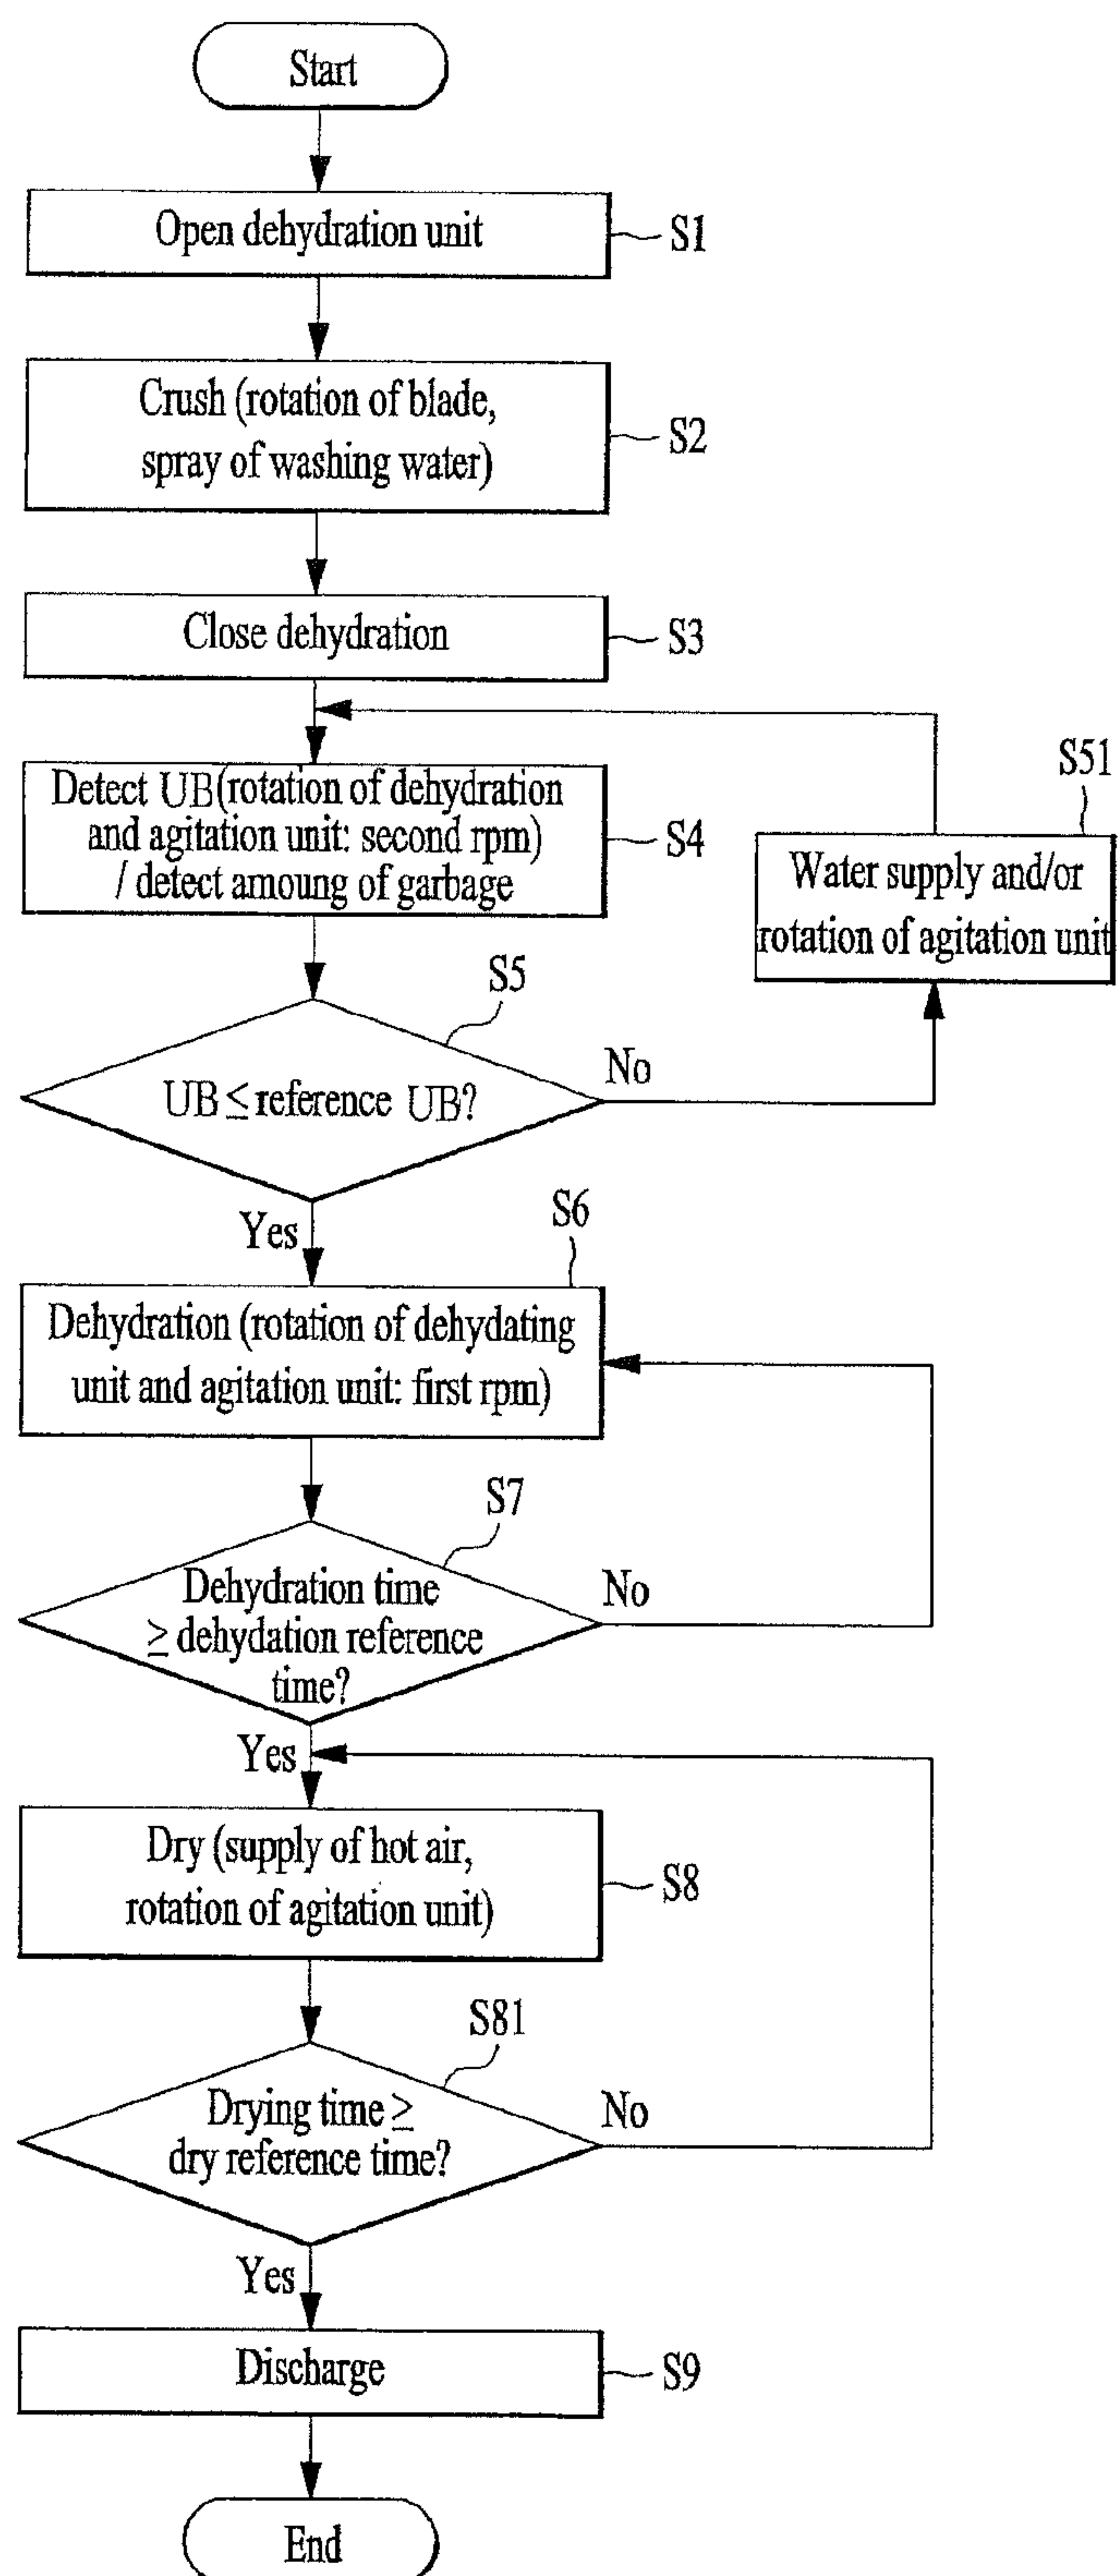 Start
Open dehydration unit
S1
Crush (rotation of blade,
spray of washing water)
S2
Close dehydration
S3
Detect UB(rotation of dehydration
and agitation unit: second rpm)
/ detect amoung of garbage
S4
S51
Water supply and/or
rotation of agitation unit
S5
UB ≤ reference UB?
No
Yes
S6
Dehydration (rotation of dehydating
unit and agitation unit: first rpm)
S7
Dehydration time
≥ dehydation reference
time?
No
Yes
Dry (supply of hot air,
rotation of agitation unit)
S8
S81
Drying time ≥
dry reference time?
No
Yes
Discharge
S9
End